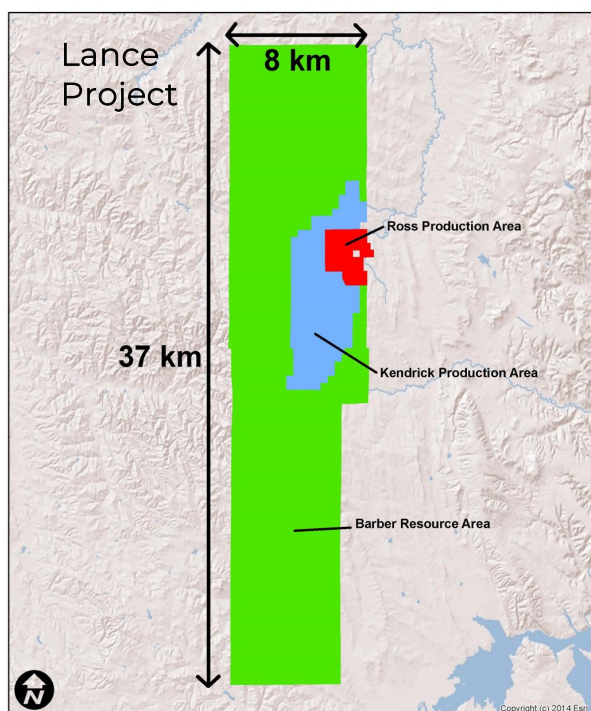 Lance
Project
8 km
Ross Production Area
37 km
Kendrick Production Area
Barber Resource Area
N
Copyright (c) 2014 Esri